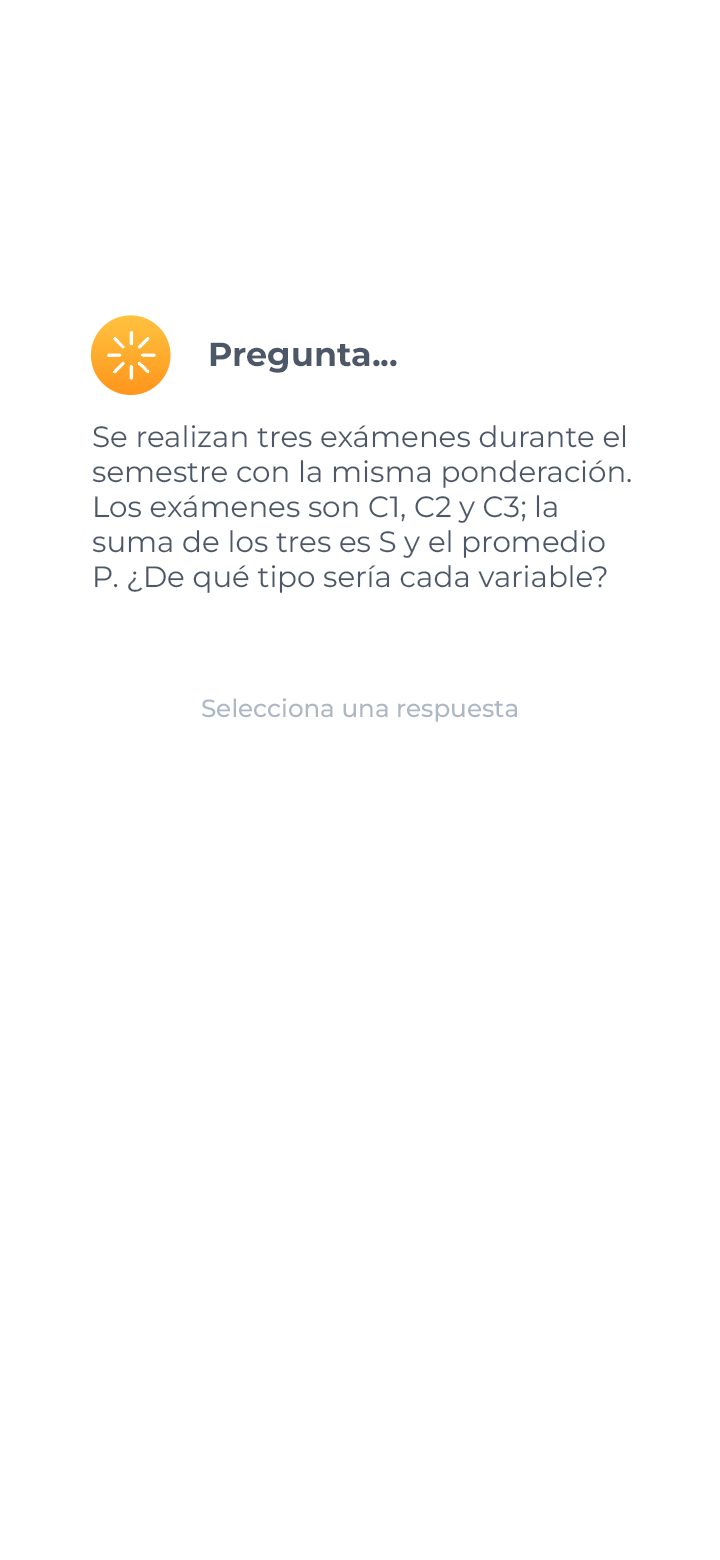 Pregunta...
Se realizan tres exámenes durante el
semestre con la misma ponderación.
Los exámenes son C1, C2 y C3; la
suma de los tres es S y el promedio
P. ¿De qué tipo sería cada variable?
Selecciona una respuesta